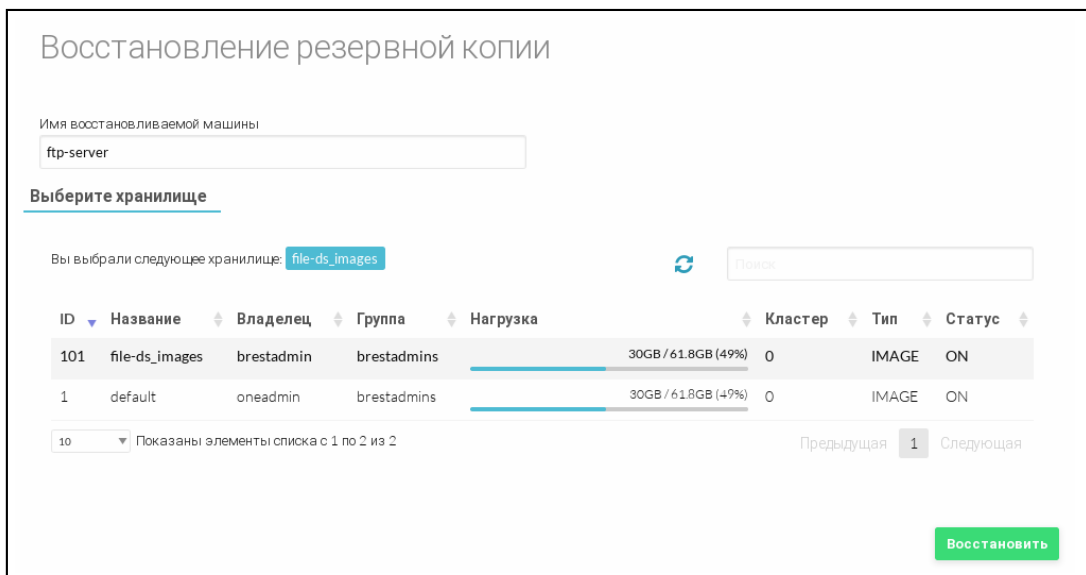 Восстановление резервной копии
Имя восстановливаемой машины
ftp-server
Выберите хранилище
Вы выбрали следующее хранилище: file-ds_images
Поиск
ID Название Владелец Группа Нагрузка Кластер Тип Статус
101 file-ds_images brestadmin brestadmins 30GB / 61.8GB (49%) 0 IMAGE ON
1 default oneadmin brestadmins 30GB / 61.8GB (49%) 0 IMAGE ON
10 Показаны элементы списка с 1 по 2 из 2 Предыдущая 1 Следующая
Восстановить